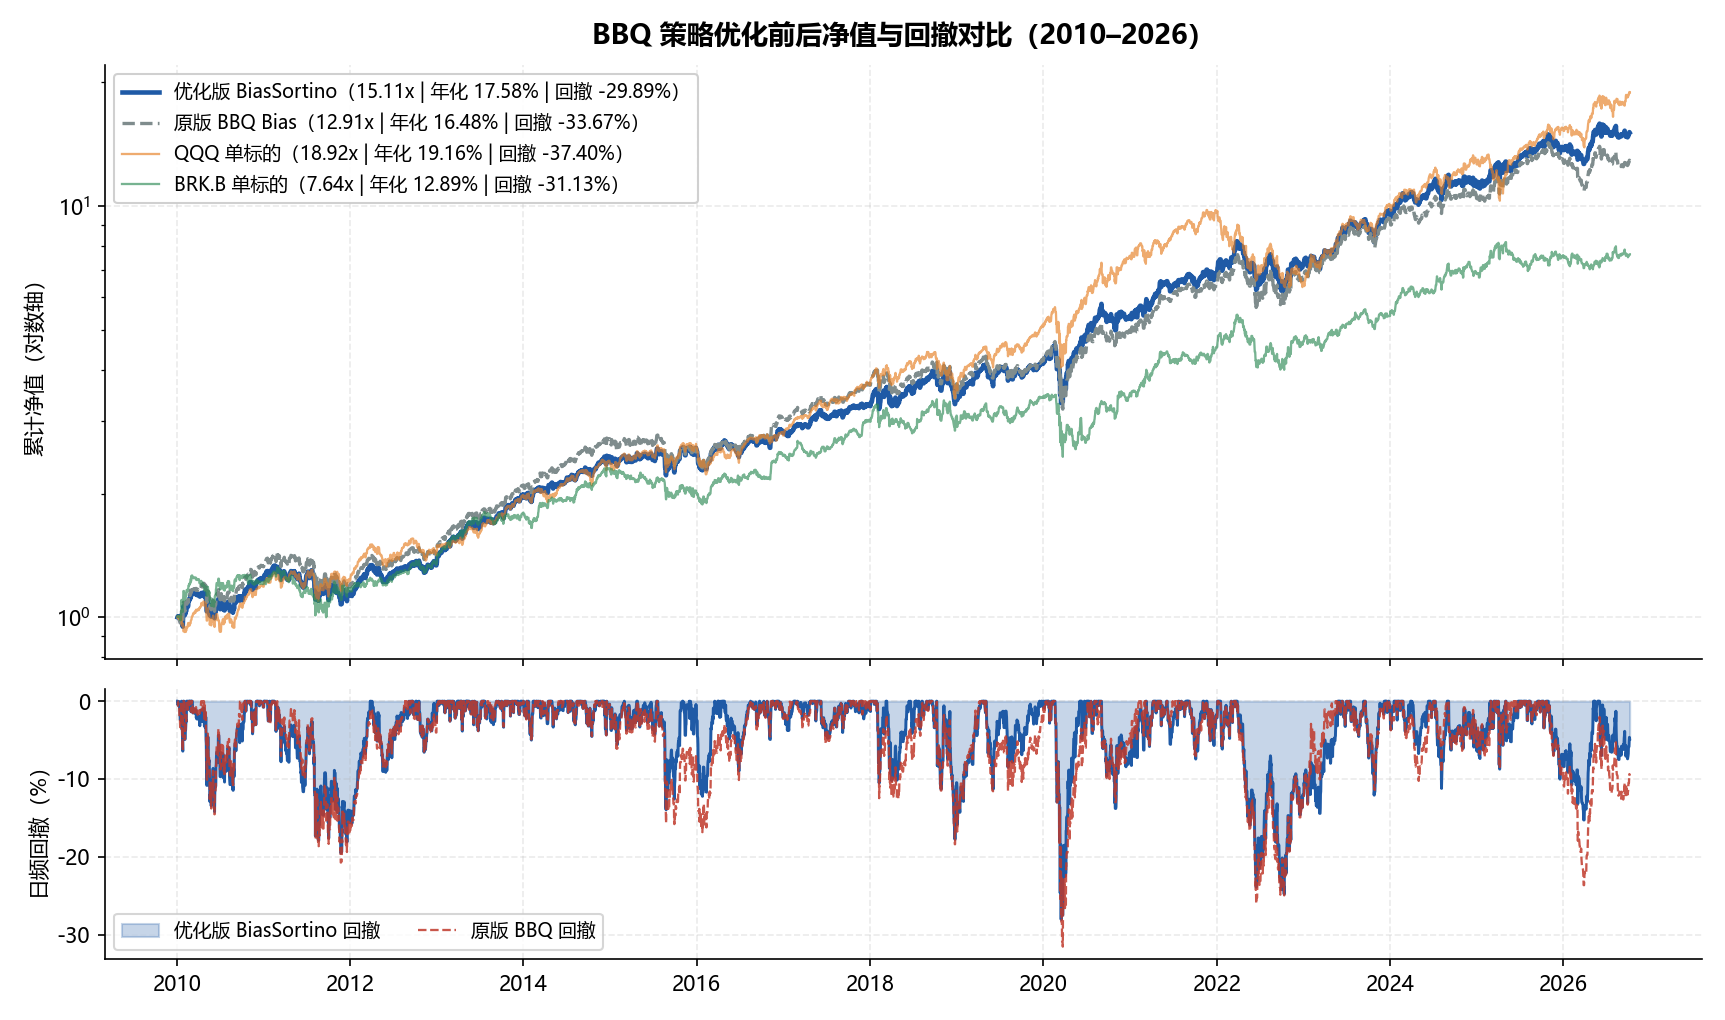 BBQ 策略优化前后净值与回撤对比（2010–2026）
优化版 BiasSortino（15.11x | 年化 17.58% | 回撤 -29.89%）
原版 BBQ Bias（12.91x | 年化 16.48% | 回撤 -33.67%）
QQQ 单标的（18.92x | 年化 19.16% | 回撤 -37.40%）
BRK.B 单标的（7.64x | 年化 12.89% | 回撤 -31.13%）
累计净值（对数轴）
10¹
10⁰
日频回撤（%）
0
-10
-20
-30
优化版 BiasSortino 回撤
原版 BBQ 回撤
2010 2012 2014 2016 2018 2020 2022 2024 2026